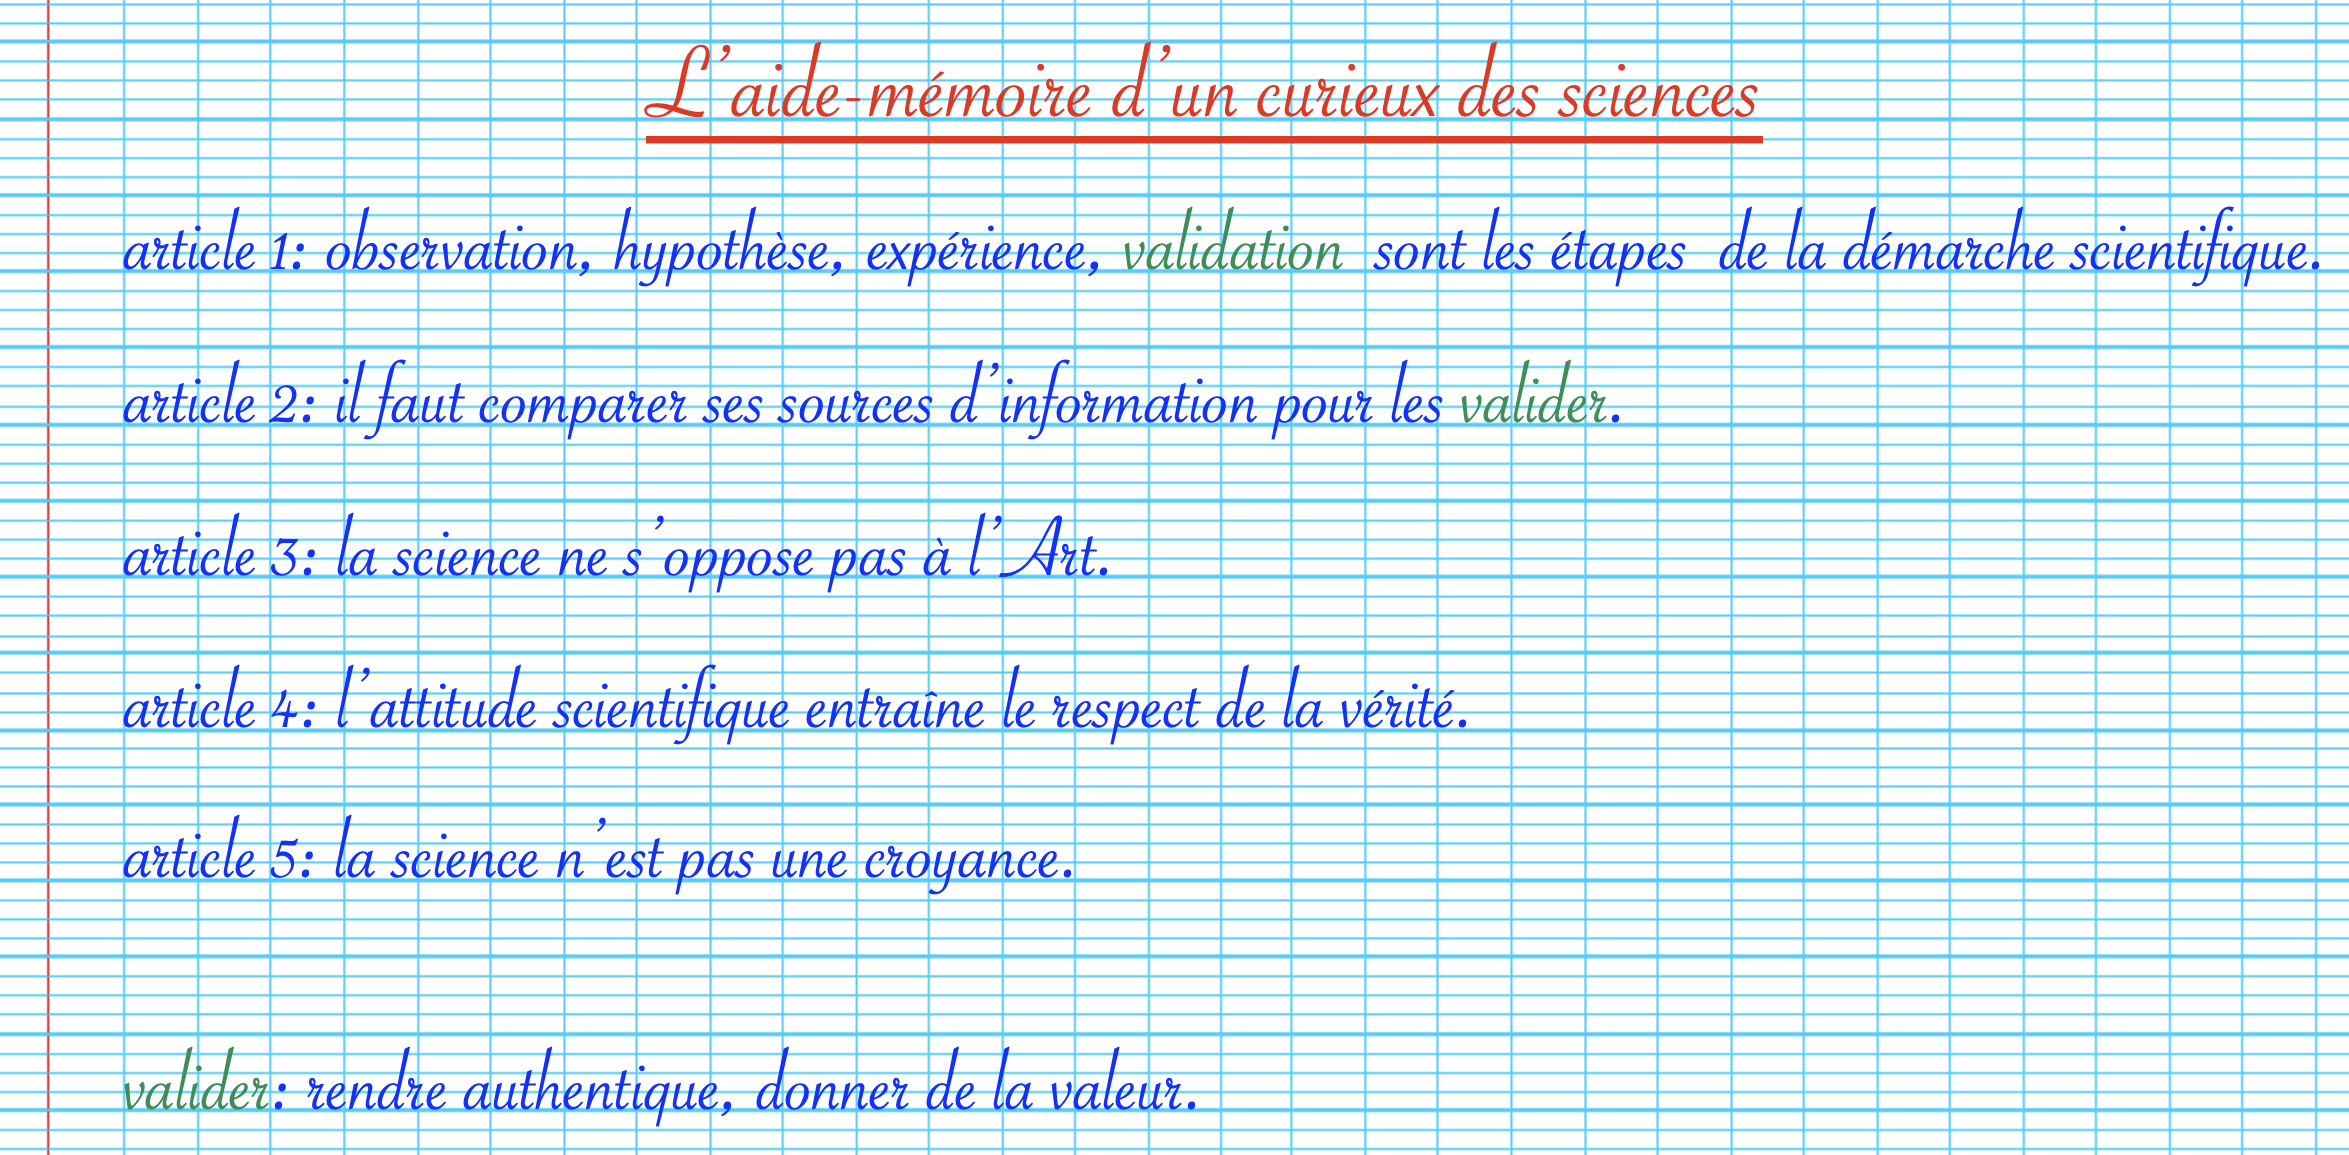 L'aide-mémoire d'un curieux des sciences
article 1: observation, hypothèse, expérience, validation sont les étapes de la démarche scientifique.
article 2: il faut comparer ses sources d'information pour les valider.
article 3: la science ne s'oppose pas à l'Art.
article 4: l'attitude scientifique entraîne le respect de la vérité.
article 5: la science n'est pas une croyance.
valider: rendre authentique, donner de la valeur.